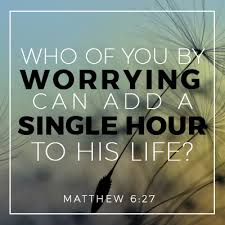 WHO OF YOU BY
WORRYING
CAN ADD A
SINGLE HOUR
TO HIS LIFE?
MATTHEW 6:27